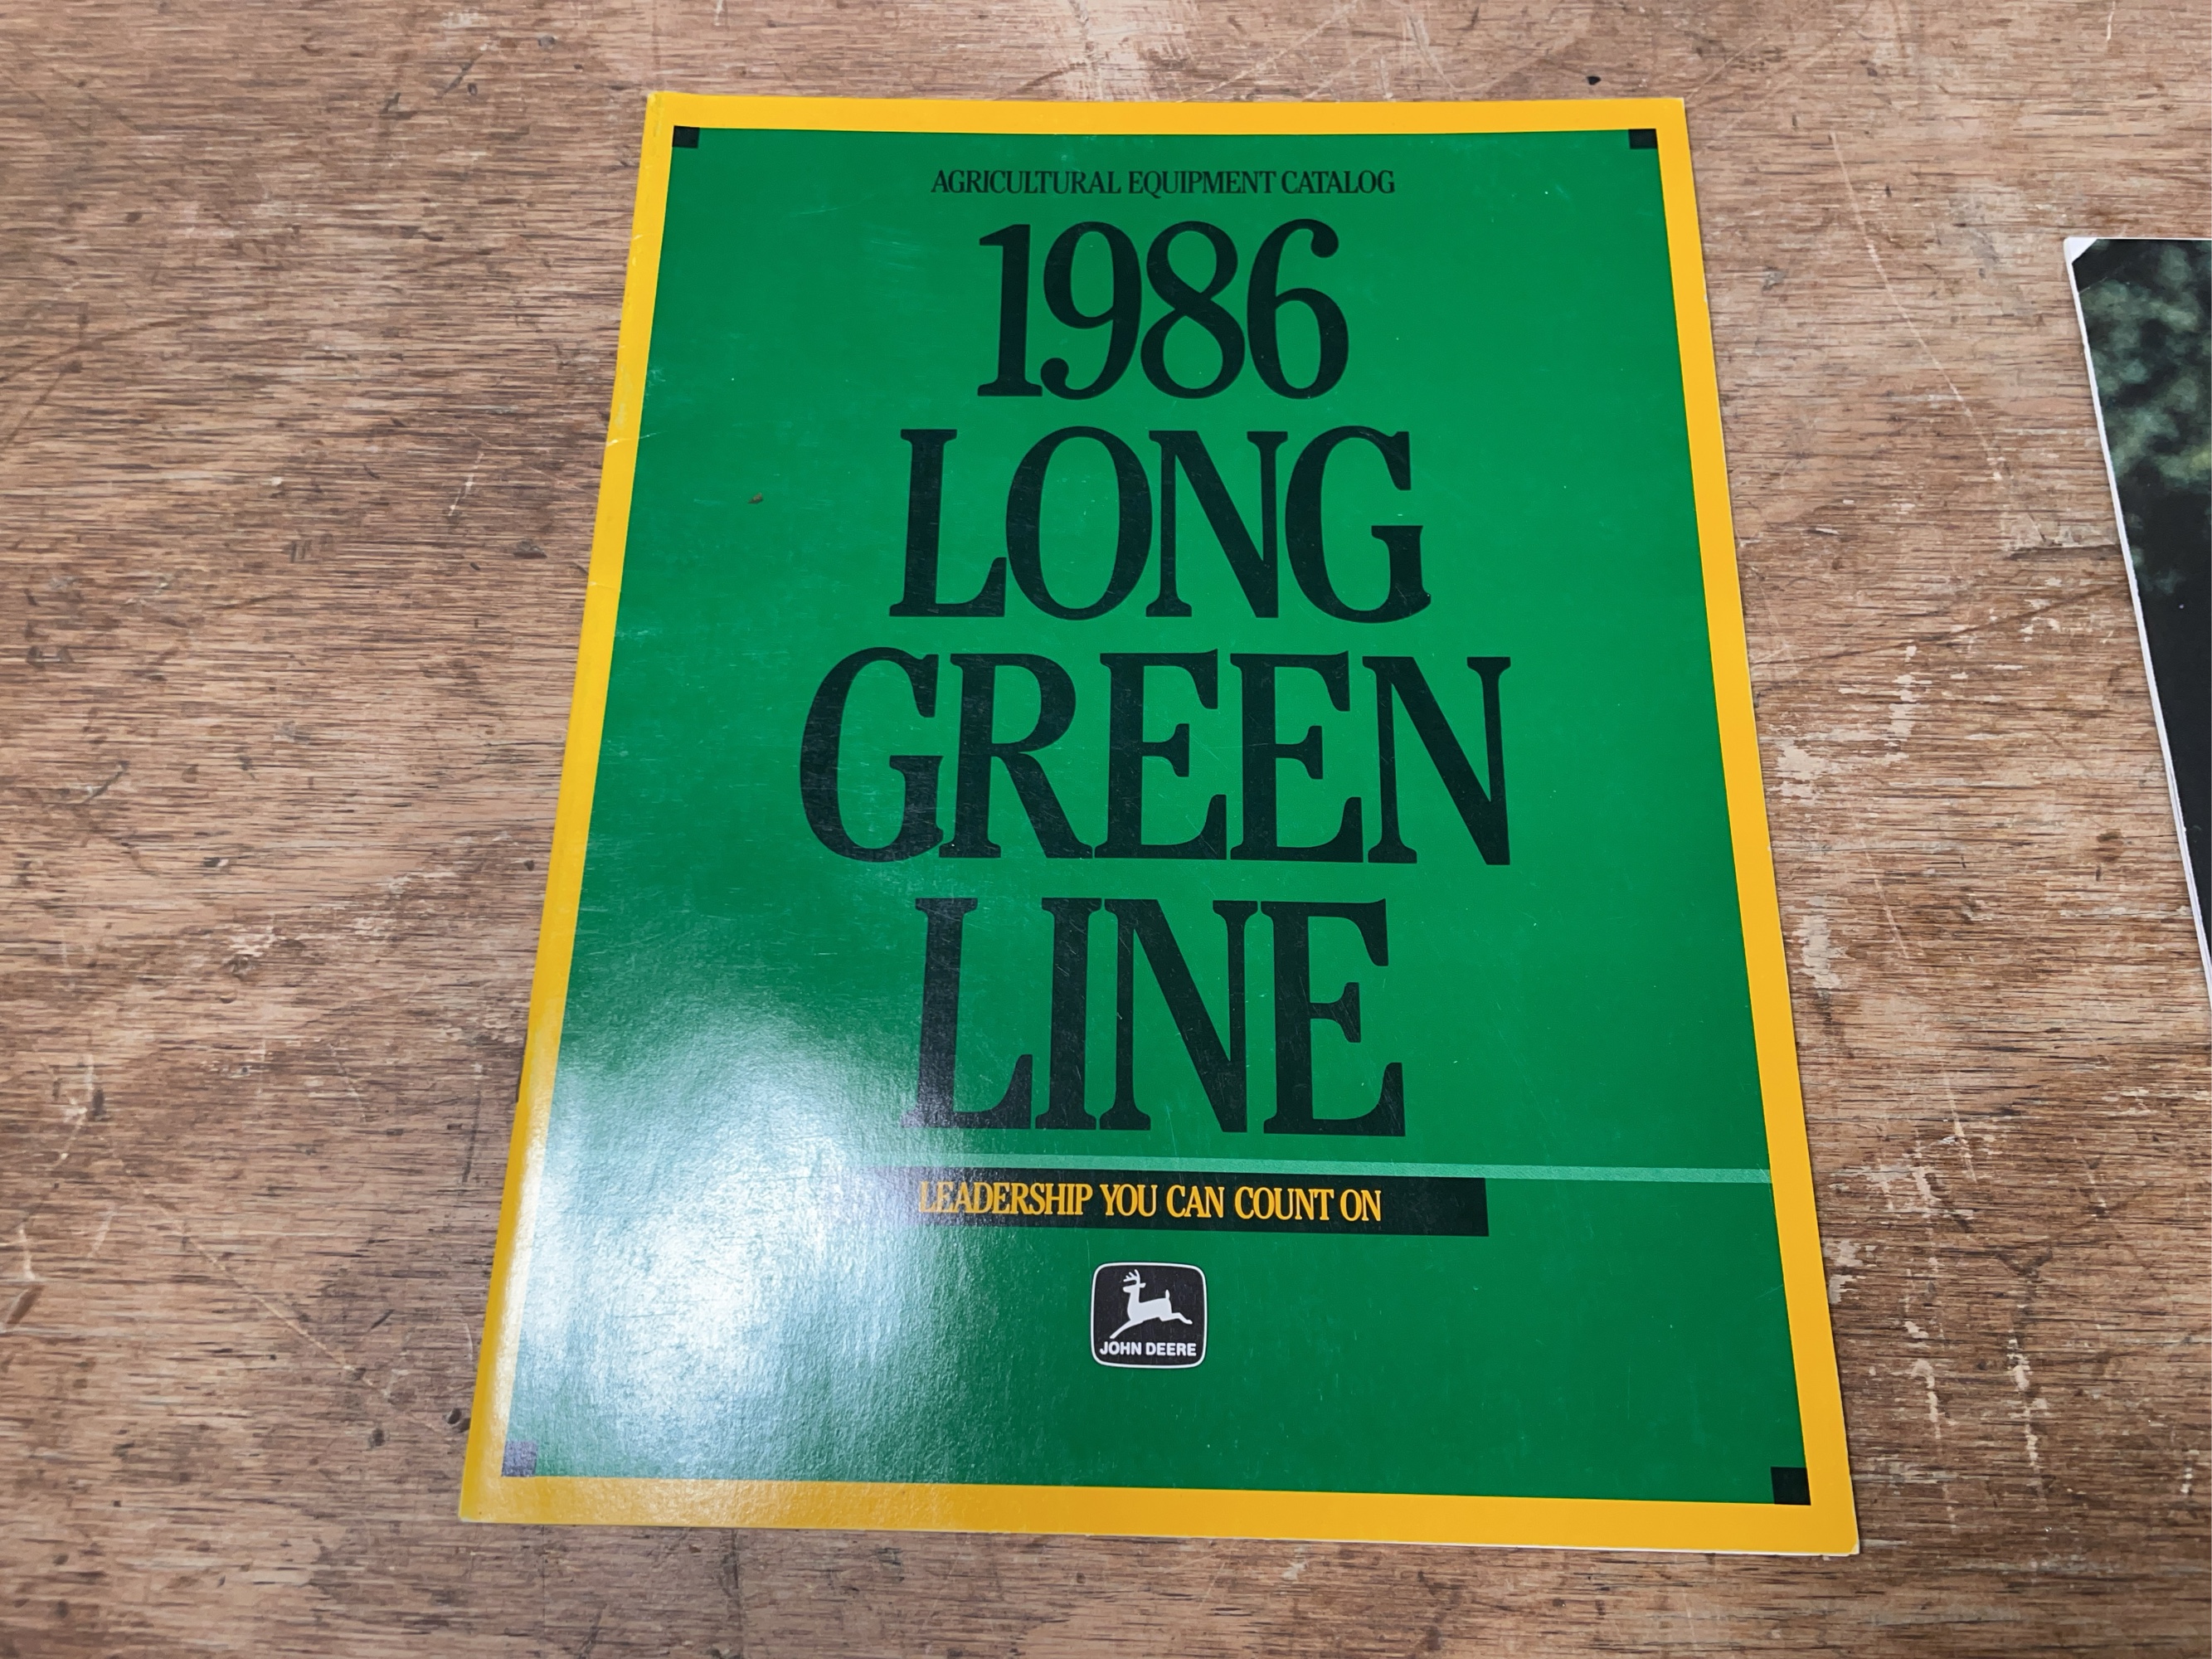 AGRICULTURAL EQUIPMENT CATALOG
1986
LONG
GREEN
LINE
LEADERSHIP YOU CAN COUNT ON
JOHN DEERE